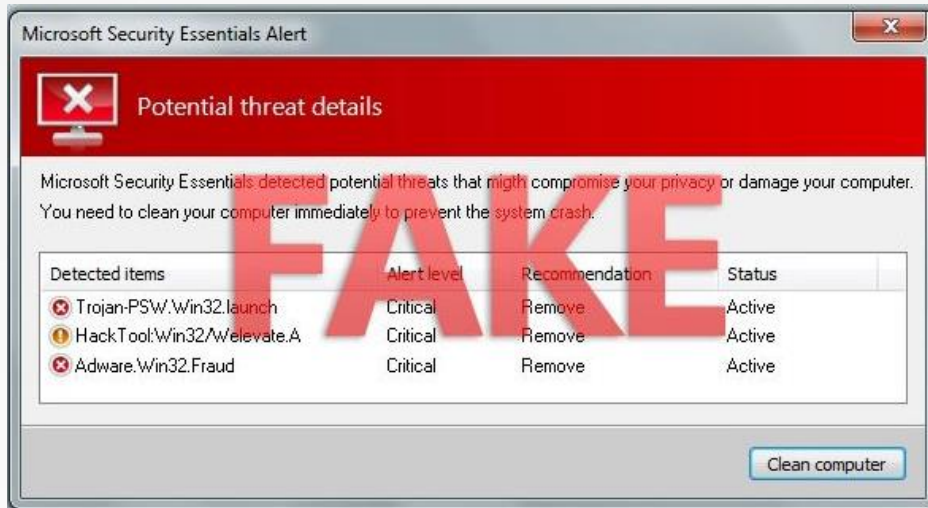 Microsoft Security Essentials Alert
Potential threat details
Microsoft Security Essentials detected potential threats that migth compromise your privacy or damage your computer.
You need to clean your computer immediately to prevent the system crash.
FAKE
Detected items Alert level Recommendation Status
Trojan-PSW.Win32.launch Critical Remove Active
HackTool:Win32/Welevate.A Critical Remove Active
Adware.Win32.Fraud Critical Remove Active
Clean computer